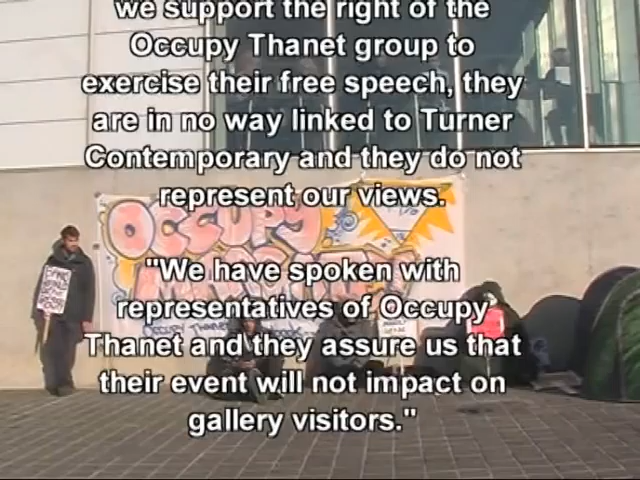 we support the right of the
Occupy Thanet group to
exercise their free speech, they
are in no way linked to Turner
Contemporary and they do not
represent our views.
OCCUPY
"We have spoken with
representatives of Occupy
Thanet and they assure us that
their event will not impact on
gallery visitors."